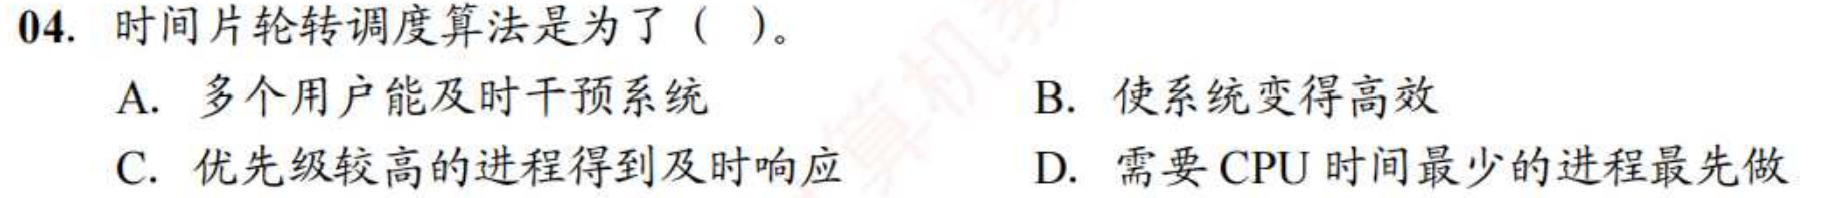 04. 时间片轮转调度算法是为了（ ）。
A. 多个用户能及时干预系统 B. 使系统变得高效
C. 优先级较高的进程得到及时响应 D. 需要 CPU 时间最少的进程最先做
算机教